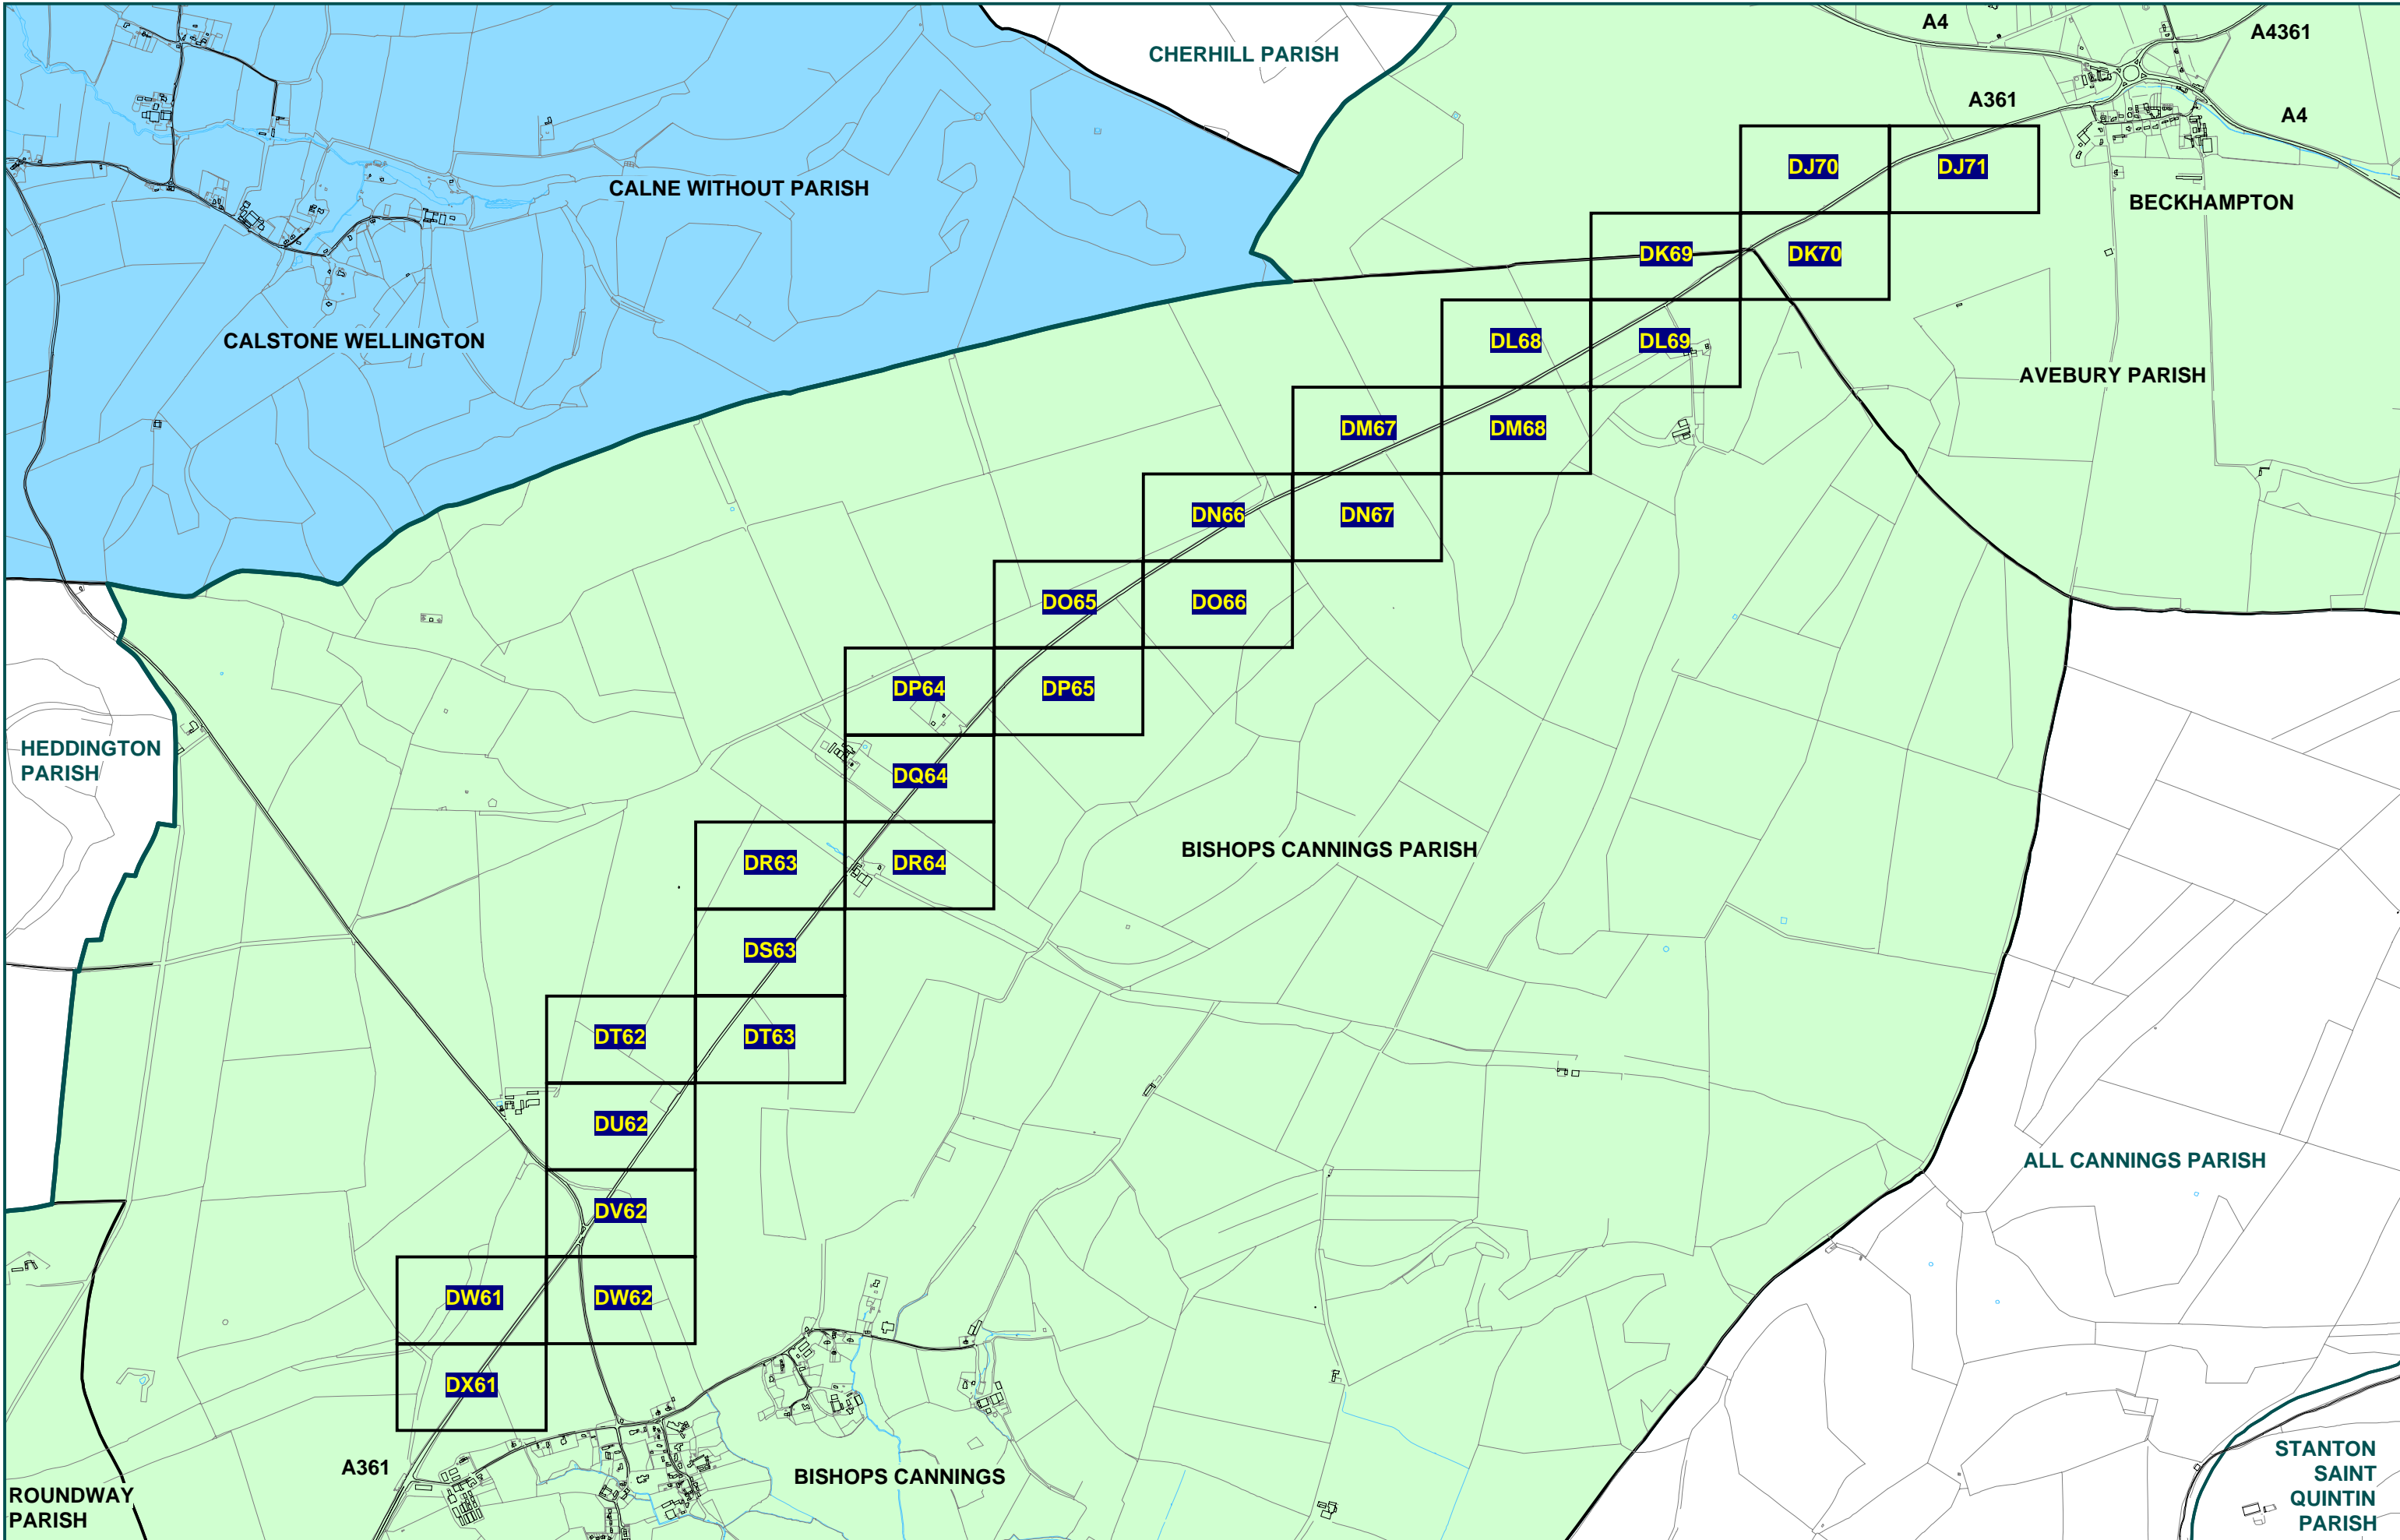 A4
A4361
CHERHILL PARISH
A361
A4
DJ70
DJ71
CALNE WITHOUT PARISH
BECKHAMPTON
DK69
DK70
CALSTONE WELLINGTON
DL68
DL69
AVEBURY PARISH
DM67
DM68
DN66
DN67
DO65
DO66
DP64
DP65
HEDDINGTON
PARISH
DQ64
BISHOPS CANNINGS PARISH
DR63
DR64
DS63
DT62
DT63
DU62
ALL CANNINGS PARISH
DV62
DW61
DW62
DX61
A361
BISHOPS CANNINGS
ROUNDWAY
PARISH
STANTON
SAINT
QUINTIN
PARISH